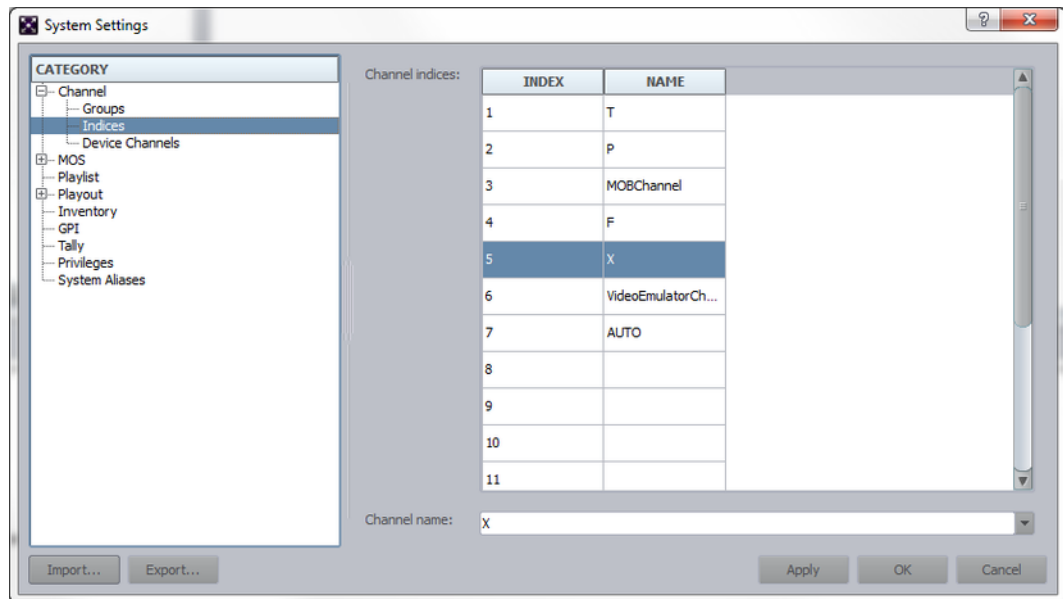 System Settings
CATEGORY
Channel
Groups
Indices
Device Channels
MOS
Playlist
Playout
Inventory
GPI
Tally
Privileges
System Aliases
Channel indices:
INDEX NAME
1 T
2 P
3 MOBChannel
4 F
5 X
6 VideoEmulatorCh...
7 AUTO
8
9
10
11
Channel name: X
Import... Export... Apply OK Cancel